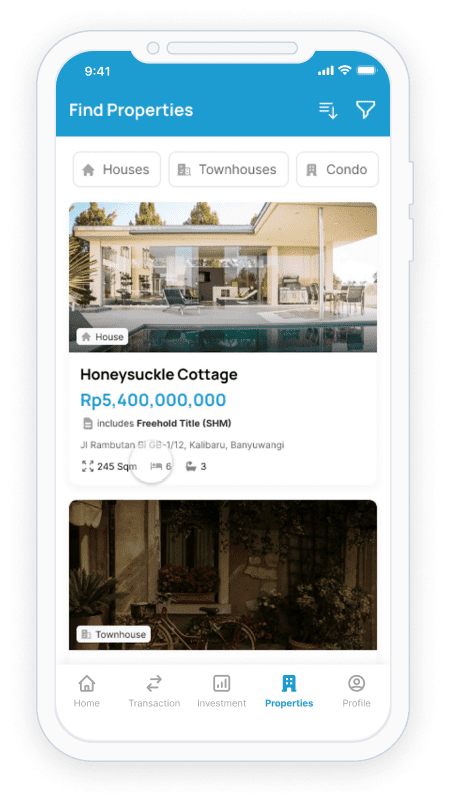 9:41
Find Properties
Houses
Townhouses
Condo
House
Honeysuckle Cottage
Rp5,400,000,000
includes Freehold Title (SHM)
Jl Rambutan Bl GB-1/12, Kalibaru, Banyuwangi
245 Sqm 6 3
Townhouse
Home Transaction Investment Properties Profile